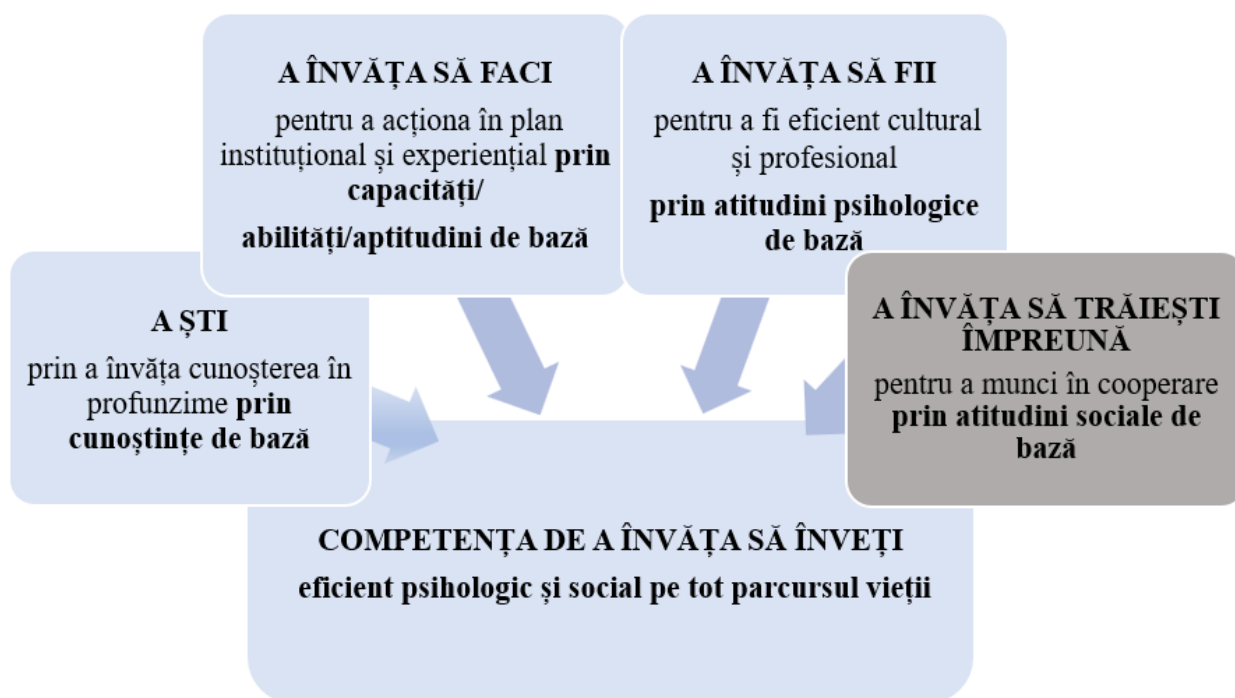 A ÎNVĂȚA SĂ FACI
pentru a acționa în plan
instituțional și experiențial prin
capacități/
abilități/aptitudini de bază
A ÎNVĂȚA SĂ FII
pentru a fi eficient cultural
și profesional
prin atitudini psihologice
de bază
A ȘTI
prin a învăța cunoșterea în
profunzime prin
cunoștințe de bază
A ÎNVĂȚA SĂ TRĂIEȘTI
ÎMPREUNĂ
pentru a munci în cooperare
prin atitudini sociale de
bază
COMPETENȚA DE A ÎNVĂȚA SĂ ÎNVEȚI
eficient psihologic și social pe tot parcursul vieții